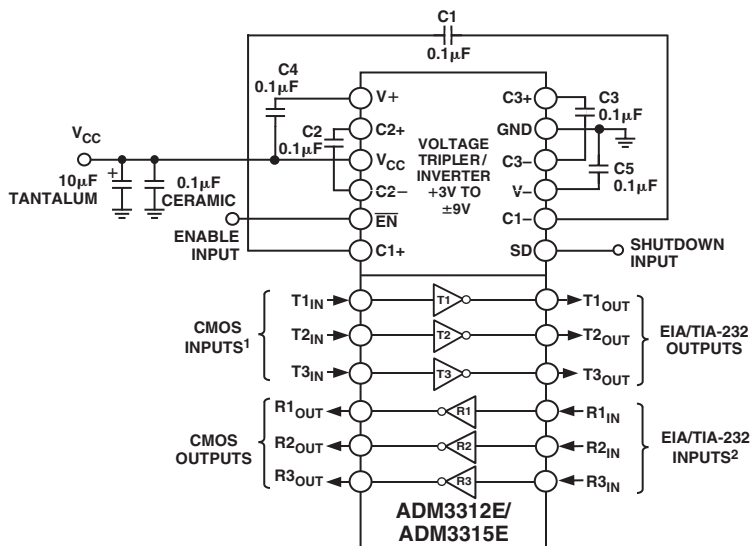 C1
0.1µF
C4
0.1µF
V+
C2+
C2
0.1µF
VCC
VCC
C2–
EN
C1+
10µF
+
TANTALUM
0.1µF
CERAMIC
ENABLE
INPUT
VOLTAGE
TRIPLER/
INVERTER
+3V TO
±9V
C3+
GND
C3–
V–
C1–
SD
C3
0.1µF
C5
0.1µF
SHUTDOWN
INPUT
CMOS
INPUTS1
T1IN
T1
T1OUT
T2IN
T2
T2OUT
T3IN
T3
T3OUT
EIA/TIA-232
OUTPUTS
CMOS
OUTPUTS
R1OUT
R1
R1IN
R2OUT
R2
R2IN
R3OUT
R3
R3IN
EIA/TIA-232
INPUTS2
ADM3312E/
ADM3315E